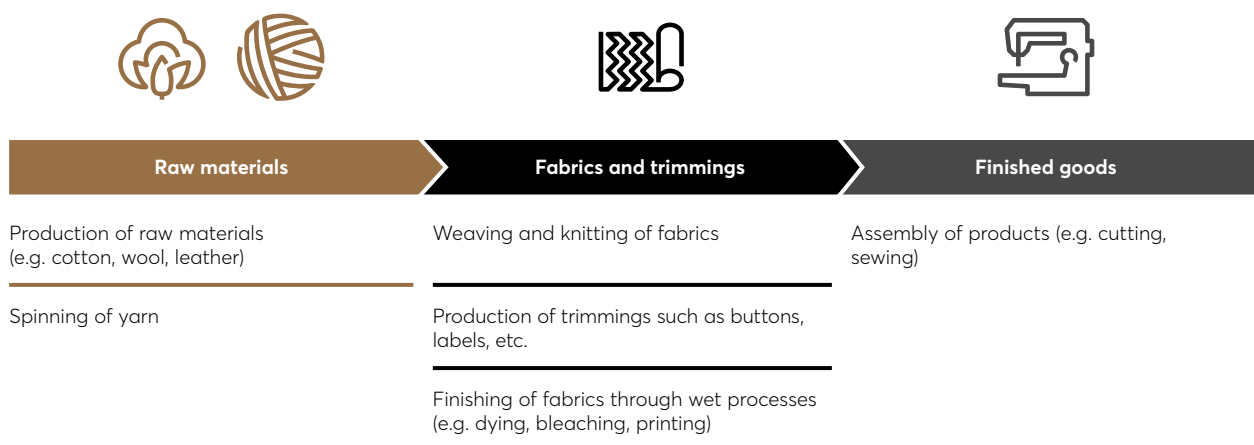 Raw materials
Fabrics and trimmings
Finished goods
Production of raw materials
(e.g. cotton, wool, leather)
Spinning of yarn
Weaving and knitting of fabrics
Production of trimmings such as buttons,
labels, etc.
Finishing of fabrics through wet processes
(e.g. dying, bleaching, printing)
Assembly of products (e.g. cutting,
sewing)